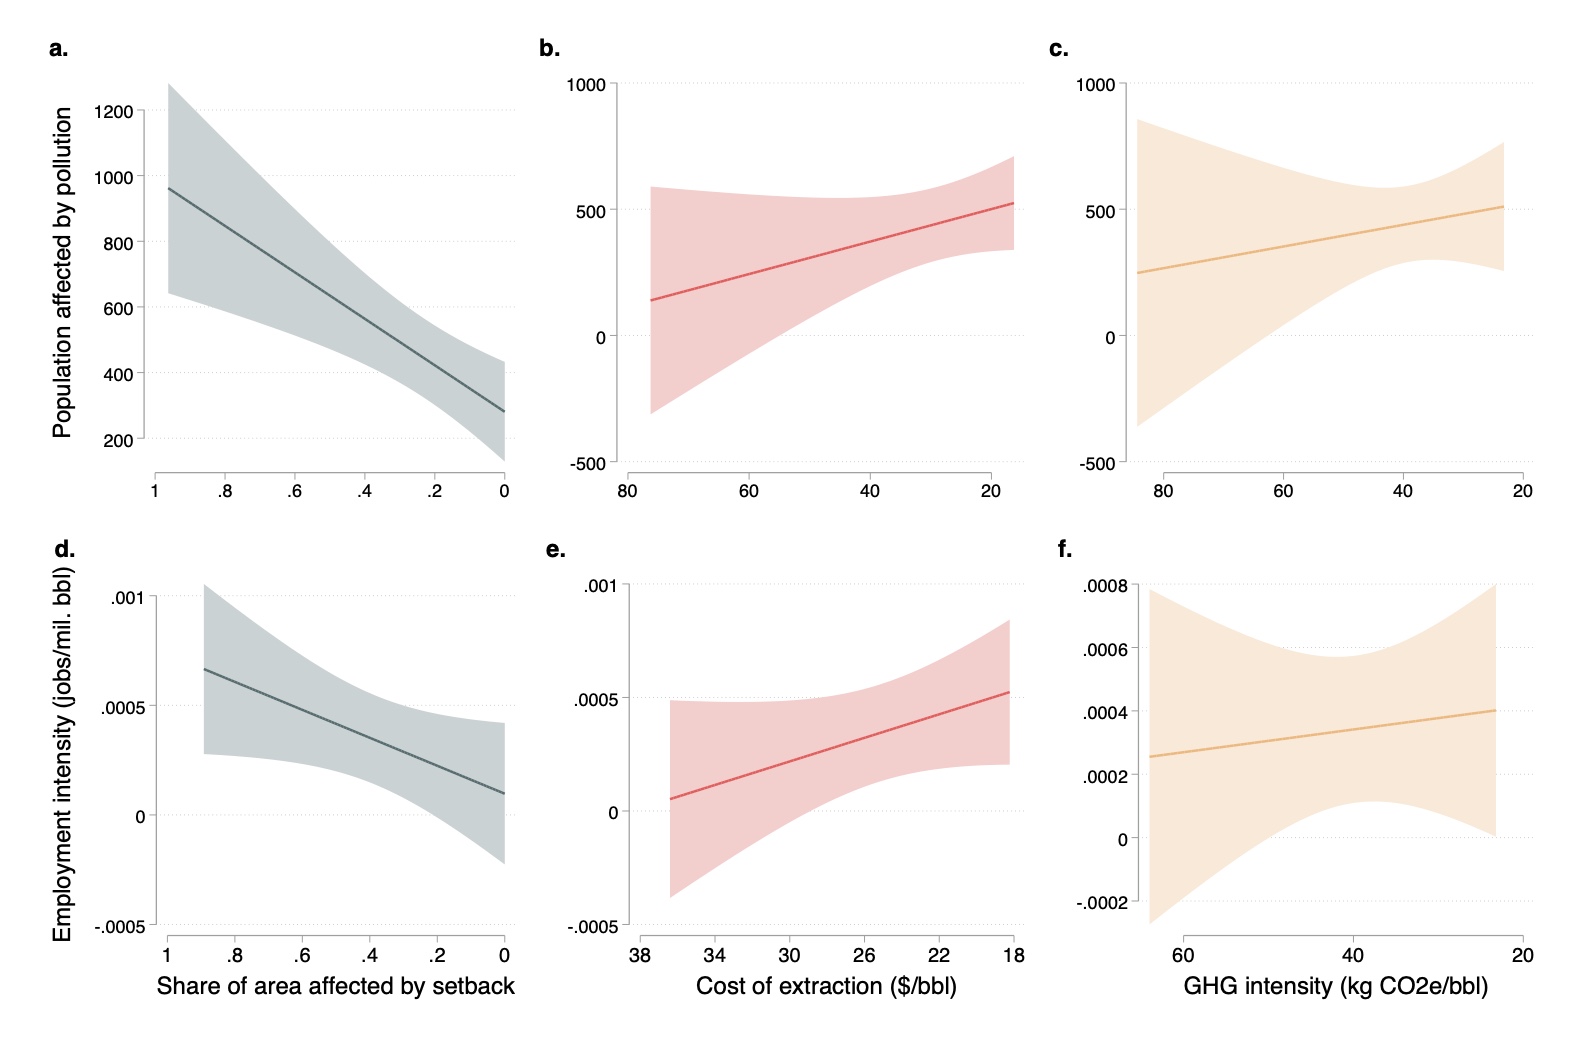 a.
b.
c.
Population affected by pollution
1200
1000
800
600
400
200
1 .8 .6 .4 .2 0
1000
500
0
-500
80 60 40 20
1000
500
0
-500
80 60 40 20
d.
e.
f.
Employment intensity (jobs/mil. bbl)
.001
.0005
0
-.0005
1 .8 .6 .4 .2 0
Share of area affected by setback
.001
.0005
0
-.0005
38 34 30 26 22 18
Cost of extraction ($/bbl)
.0008
.0006
.0004
.0002
0
-.0002
60 40 20
GHG intensity (kg CO2e/bbl)